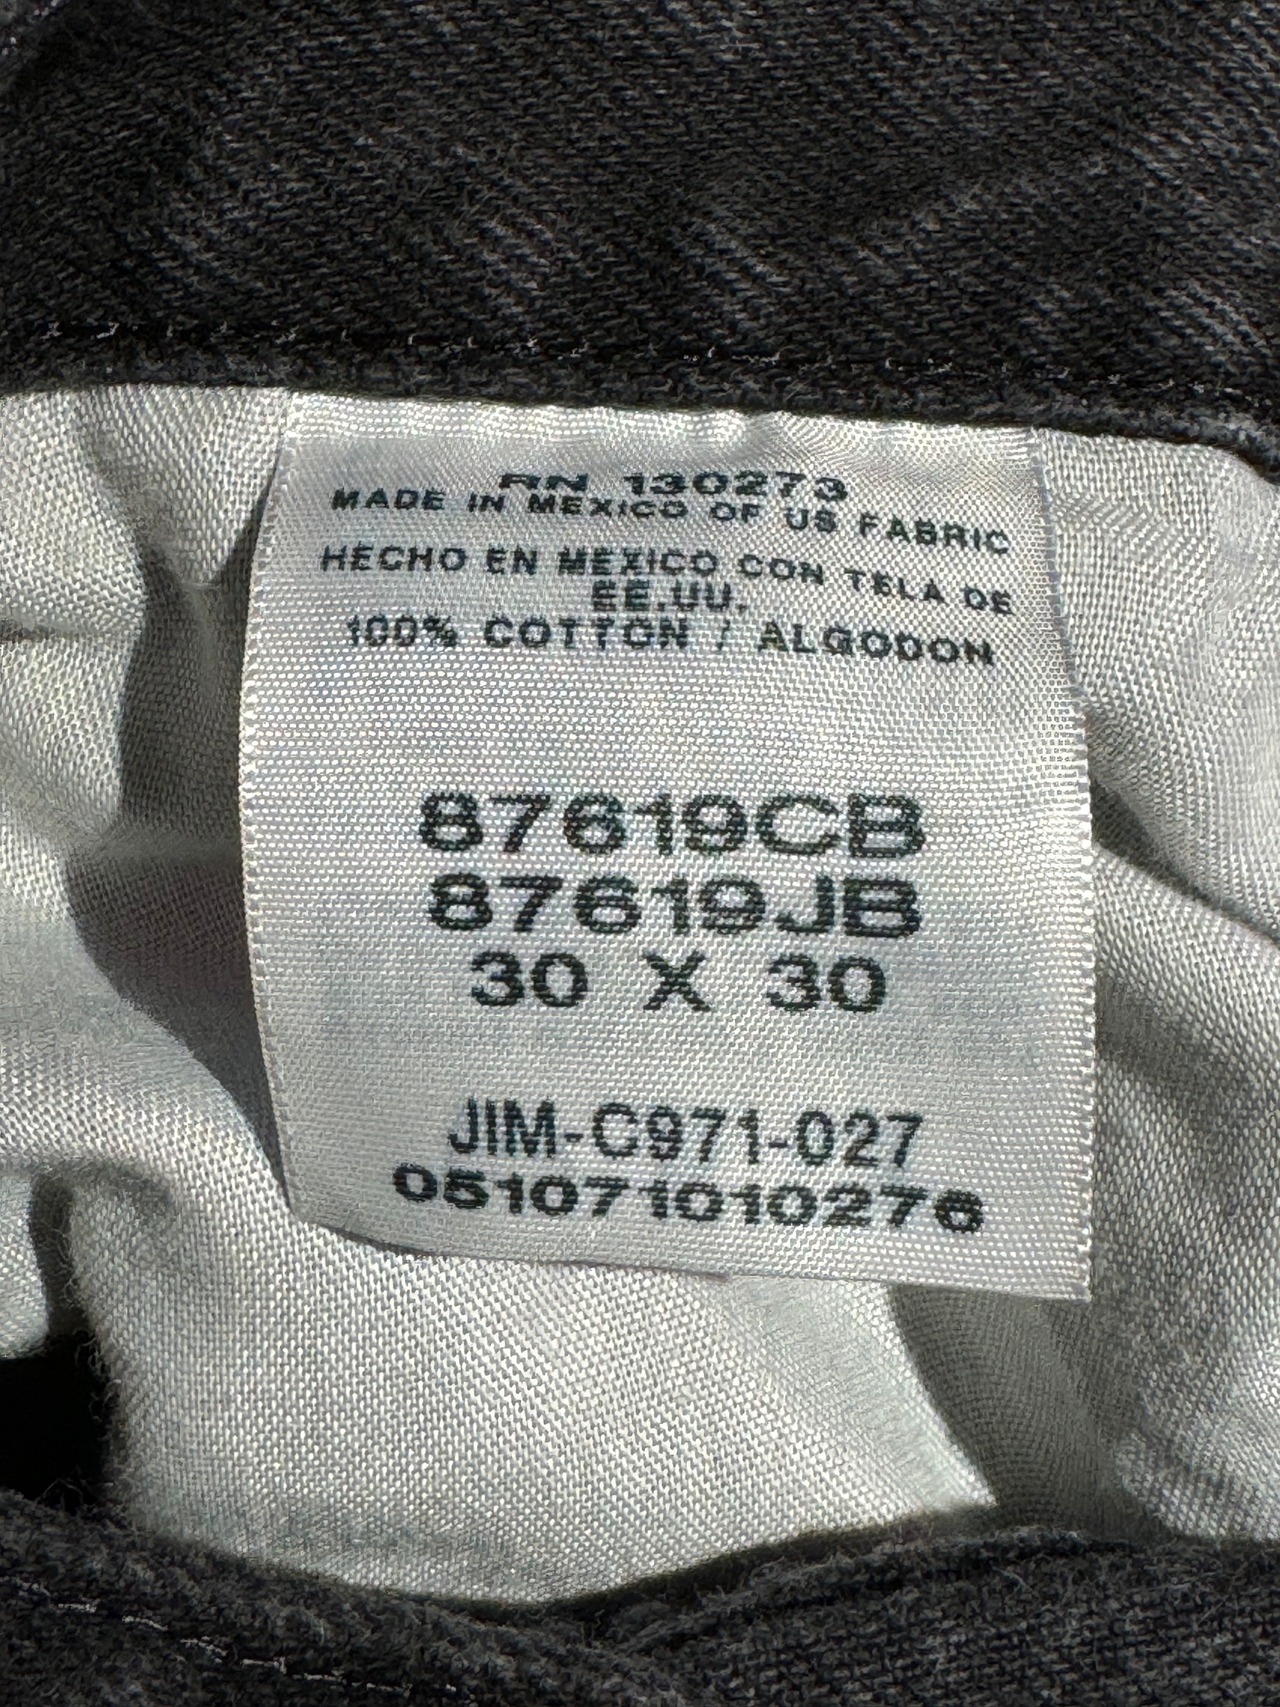 RN 130273
MADE IN MEXICO OF US FABRIC
HECHO EN MEXICO CON TELA DE
EE.UU.
100% COTTON / ALGODON
87619CB
87619JB
30 X 30
JIM-C971-027
051071010276